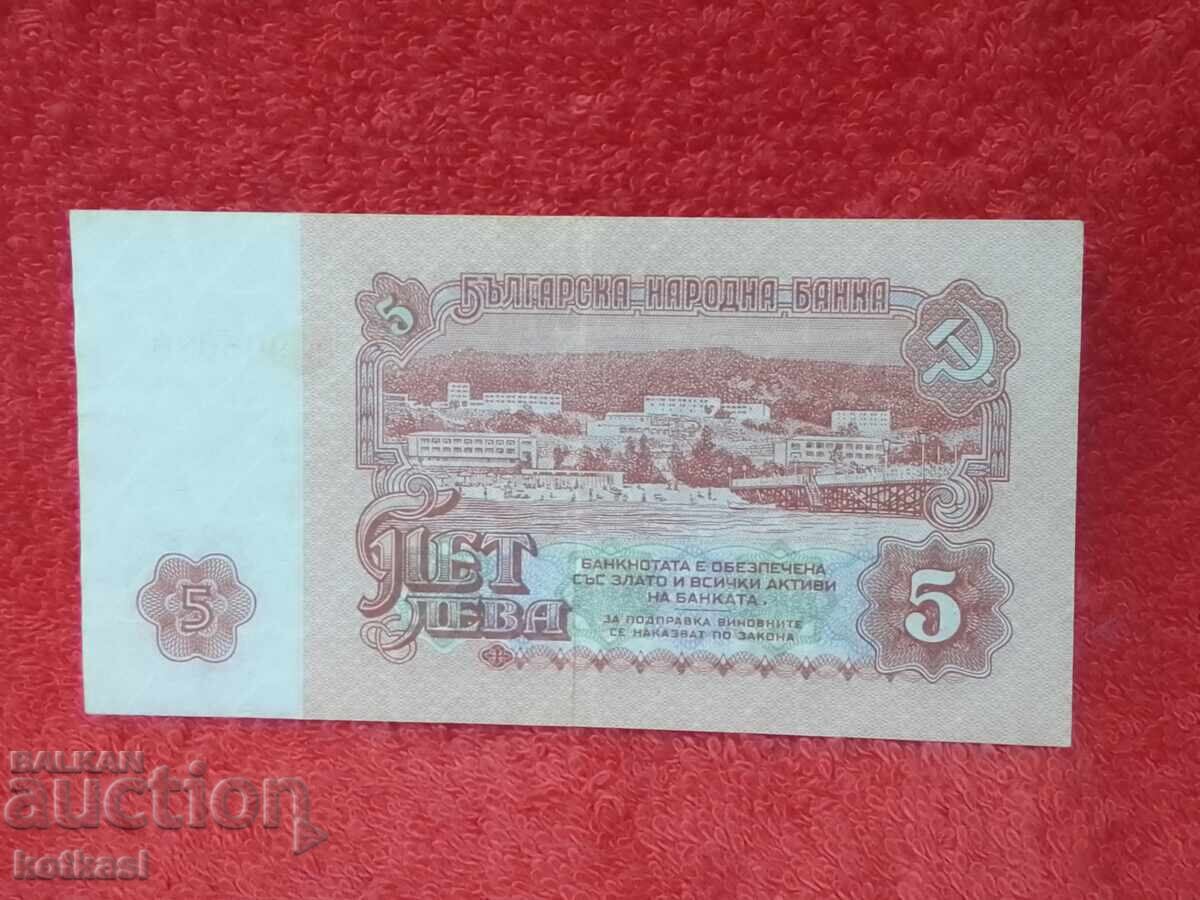 БЪЛГАРСКА НАРОДНА БАНКА
5
ПЕТ
ЛЕВА
БАНКНОТАТА Е ОБЕЗПЕЧЕНА
СЪС ЗЛАТО И ВСИЧКИ АКТИВИ
НА БАНКАТА.
ЗА ПОДПРАВКА ВИНОВНИТЕ
СЕ НАКАЗВАТ ПО ЗАКОНА
5
5
BALKAN
auction
kotkasl